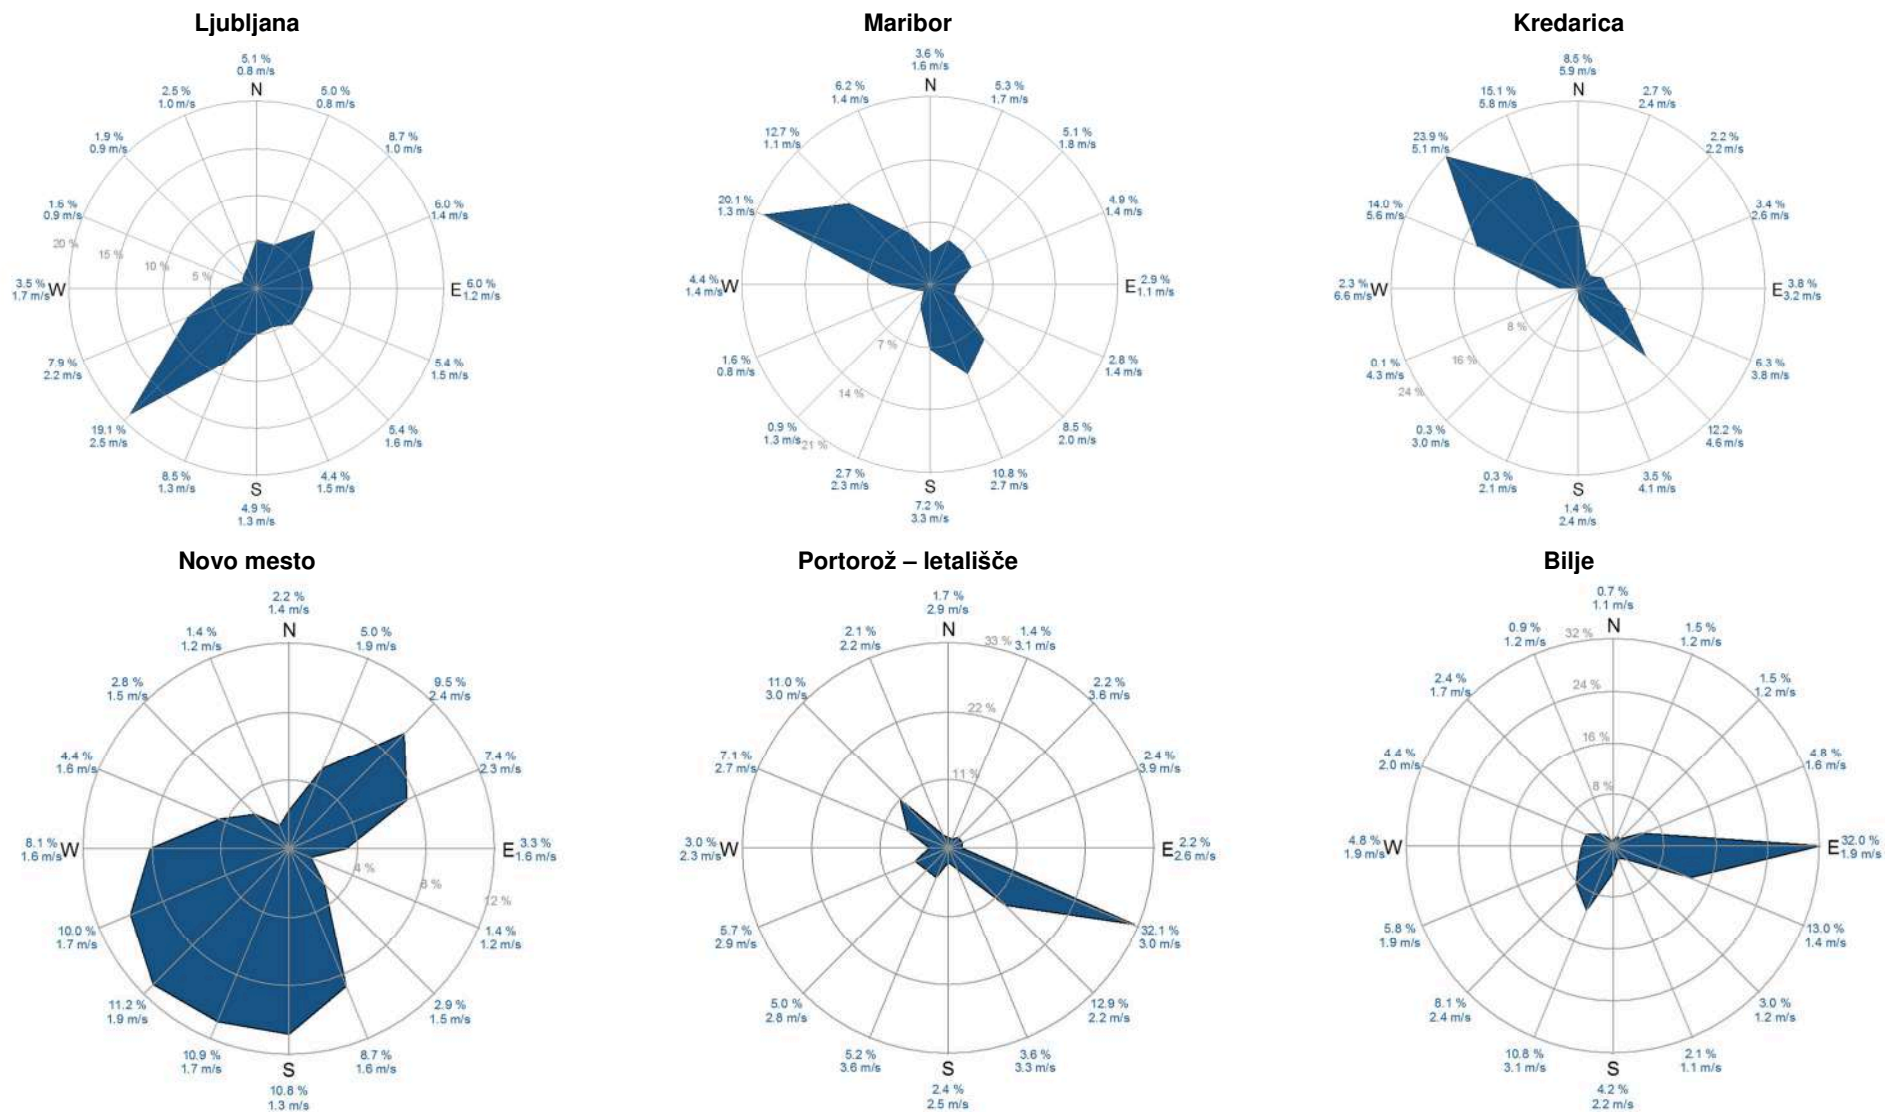 Ljubljana
5.1 %
0.8 m/s
N
2.5 %
1.0 m/s
5.0 %
0.8 m/s
1.9 %
0.9 m/s
8.7 %
1.0 m/s
1.6 %
0.9 m/s
6.0 %
1.4 m/s
20 %
15 %
10 %
5 %
3.5 %
1.7 m/s
W
E
6.0 %
1.2 m/s
7.9 %
2.2 m/s
5.4 %
1.5 m/s
19.1 %
2.5 m/s
5.4 %
1.6 m/s
8.5 %
1.3 m/s
4.4 %
1.5 m/s
S
4.9 %
1.3 m/s
Maribor
3.6 %
1.6 m/s
N
6.2 %
1.4 m/s
5.3 %
1.7 m/s
12.7 %
1.1 m/s
5.1 %
1.8 m/s
20.1 %
1.3 m/s
4.9 %
1.4 m/s
4.4 %
1.4 m/s
W
E
2.9 %
1.1 m/s
7 %
1.6 %
0.8 m/s
2.8 %
1.4 m/s
14 %
0.9 %
1.3 m/s
21 %
8.5 %
2.0 m/s
2.7 %
2.3 m/s
10.8 %
2.7 m/s
S
7.2 %
3.3 m/s
Kredarica
8.5 %
5.9 m/s
N
15.1 %
5.8 m/s
2.7 %
2.4 m/s
23.9 %
5.1 m/s
2.2 %
2.2 m/s
14.0 %
5.6 m/s
3.4 %
2.6 m/s
2.3 %
6.6 m/s
W
E
3.8 %
3.2 m/s
8 %
16 %
0.1 %
4.3 m/s
24 %
6.3 %
3.8 m/s
0.3 %
3.0 m/s
12.2 %
4.6 m/s
0.3 %
2.1 m/s
3.5 %
4.1 m/s
S
1.4 %
2.4 m/s
Novo mesto
2.2 %
1.4 m/s
N
1.4 %
1.2 m/s
5.0 %
1.9 m/s
2.8 %
1.5 m/s
9.5 %
2.4 m/s
4.4 %
1.6 m/s
7.4 %
2.3 m/s
8.1 %
1.6 m/s
W
E
3.3 %
1.6 m/s
4 %
8 %
12 %
10.0 %
1.7 m/s
1.4 %
1.2 m/s
11.2 %
1.9 m/s
2.9 %
1.5 m/s
10.9 %
1.7 m/s
8.7 %
1.6 m/s
S
10.8 %
1.3 m/s
Portorož – letališče
1.7 %
2.9 m/s
N
2.1 %
2.2 m/s
33 %
1.4 %
3.1 m/s
11.0 %
3.0 m/s
2.2 %
3.6 m/s
22 %
7.1 %
2.7 m/s
2.4 %
3.9 m/s
11 %
3.0 %
2.3 m/s
W
E
2.2 %
2.6 m/s
5.7 %
2.9 m/s
32.1 %
3.0 m/s
5.0 %
2.8 m/s
12.9 %
2.2 m/s
5.2 %
3.6 m/s
3.6 %
3.3 m/s
S
2.4 %
2.5 m/s
Bilje
0.7 %
1.1 m/s
N
0.9 %
1.2 m/s
32 %
1.5 %
1.2 m/s
2.4 %
1.7 m/s
24 %
1.5 %
1.2 m/s
16 %
4.4 %
2.0 m/s
4.8 %
1.6 m/s
8 %
4.8 %
1.9 m/s
W
E
32.0 %
1.9 m/s
5.8 %
1.9 m/s
13.0 %
1.4 m/s
8.1 %
2.4 m/s
3.0 %
1.2 m/s
10.8 %
3.1 m/s
2.1 %
1.1 m/s
S
4.2 %
2.2 m/s